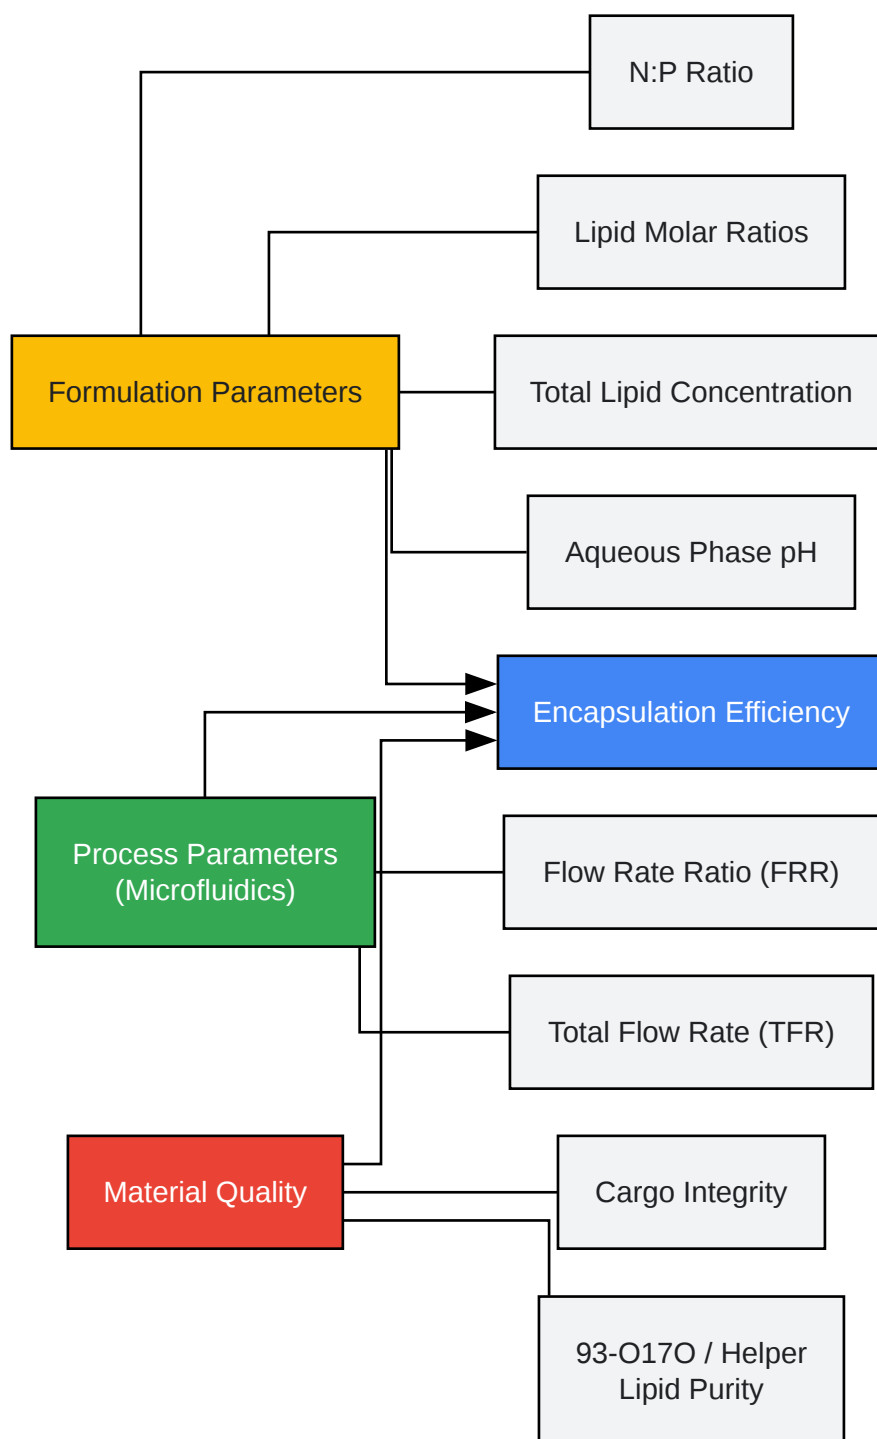 N:P Ratio
Lipid Molar Ratios
Formulation Parameters
Total Lipid Concentration
Aqueous Phase pH
Encapsulation Efficiency
Process Parameters
(Microfluidics)
Flow Rate Ratio (FRR)
Total Flow Rate (TFR)
Material Quality
Cargo Integrity
93-O17O / Helper
Lipid Purity